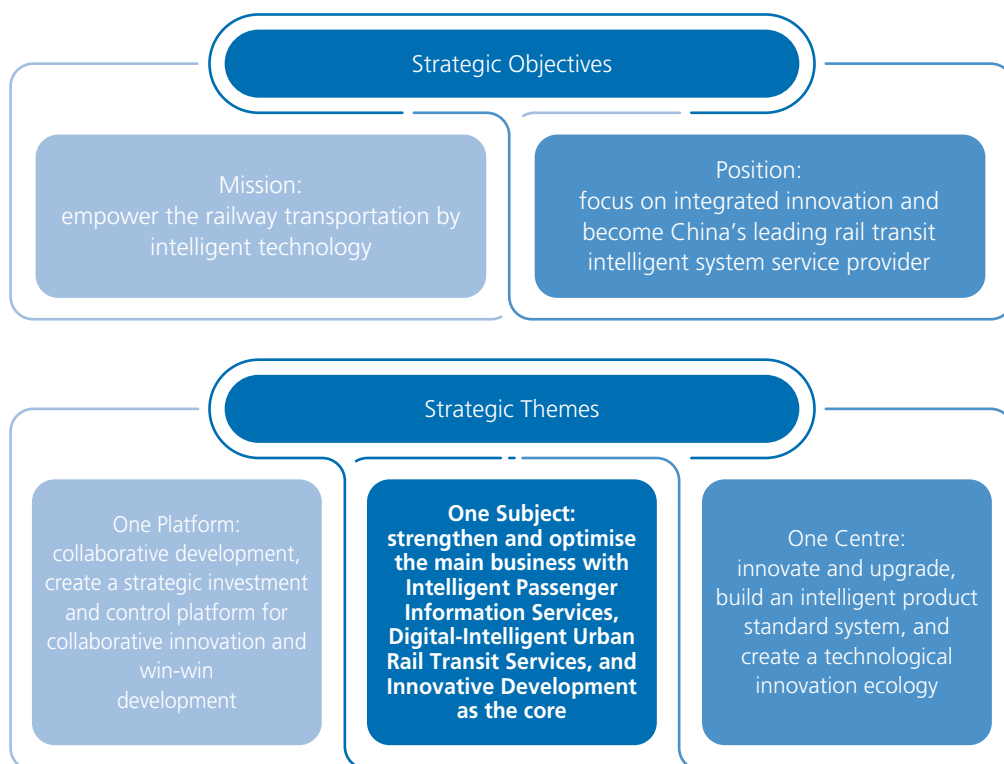 Strategic Objectives
Mission:
empower the railway transportation by
intelligent technology
Position:
focus on integrated innovation and
become China’s leading rail transit
intelligent system service provider
Strategic Themes
One Platform:
collaborative development,
create a strategic investment
and control platform for
collaborative innovation and
win-win
development
One Subject:
strengthen and optimise
the main business with
Intelligent Passenger
Information Services,
Digital-Intelligent Urban
Rail Transit Services, and
Innovative Development
as the core
One Centre:
innovate and upgrade,
build an intelligent product
standard system, and
create a technological
innovation ecology